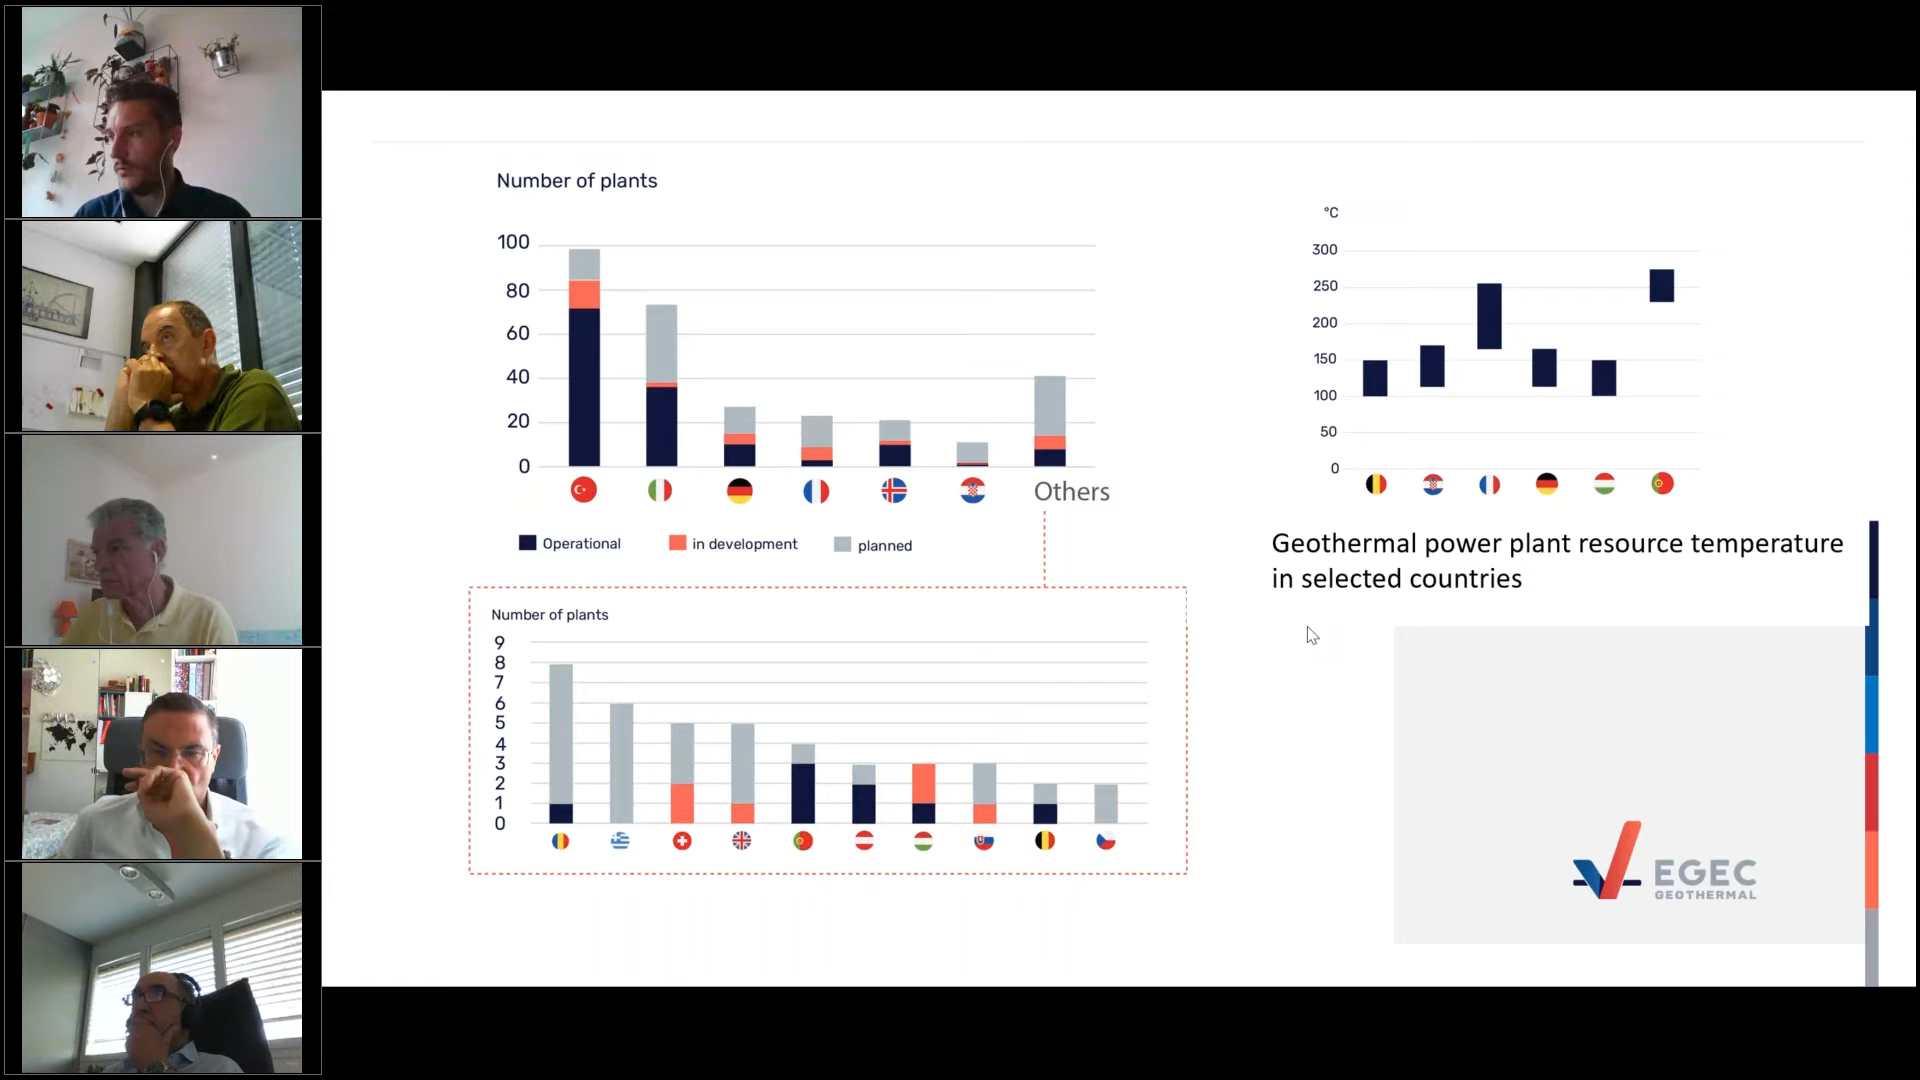 Number of plants
100
80
60
40
20
0
Others
Operational
in development
planned
Number of plants
9
8
7
6
5
4
3
2
1
0
°C
300
250
200
150
100
50
0
Geothermal power plant resource temperature
in selected countries
EGEC
GEOTHERMAL